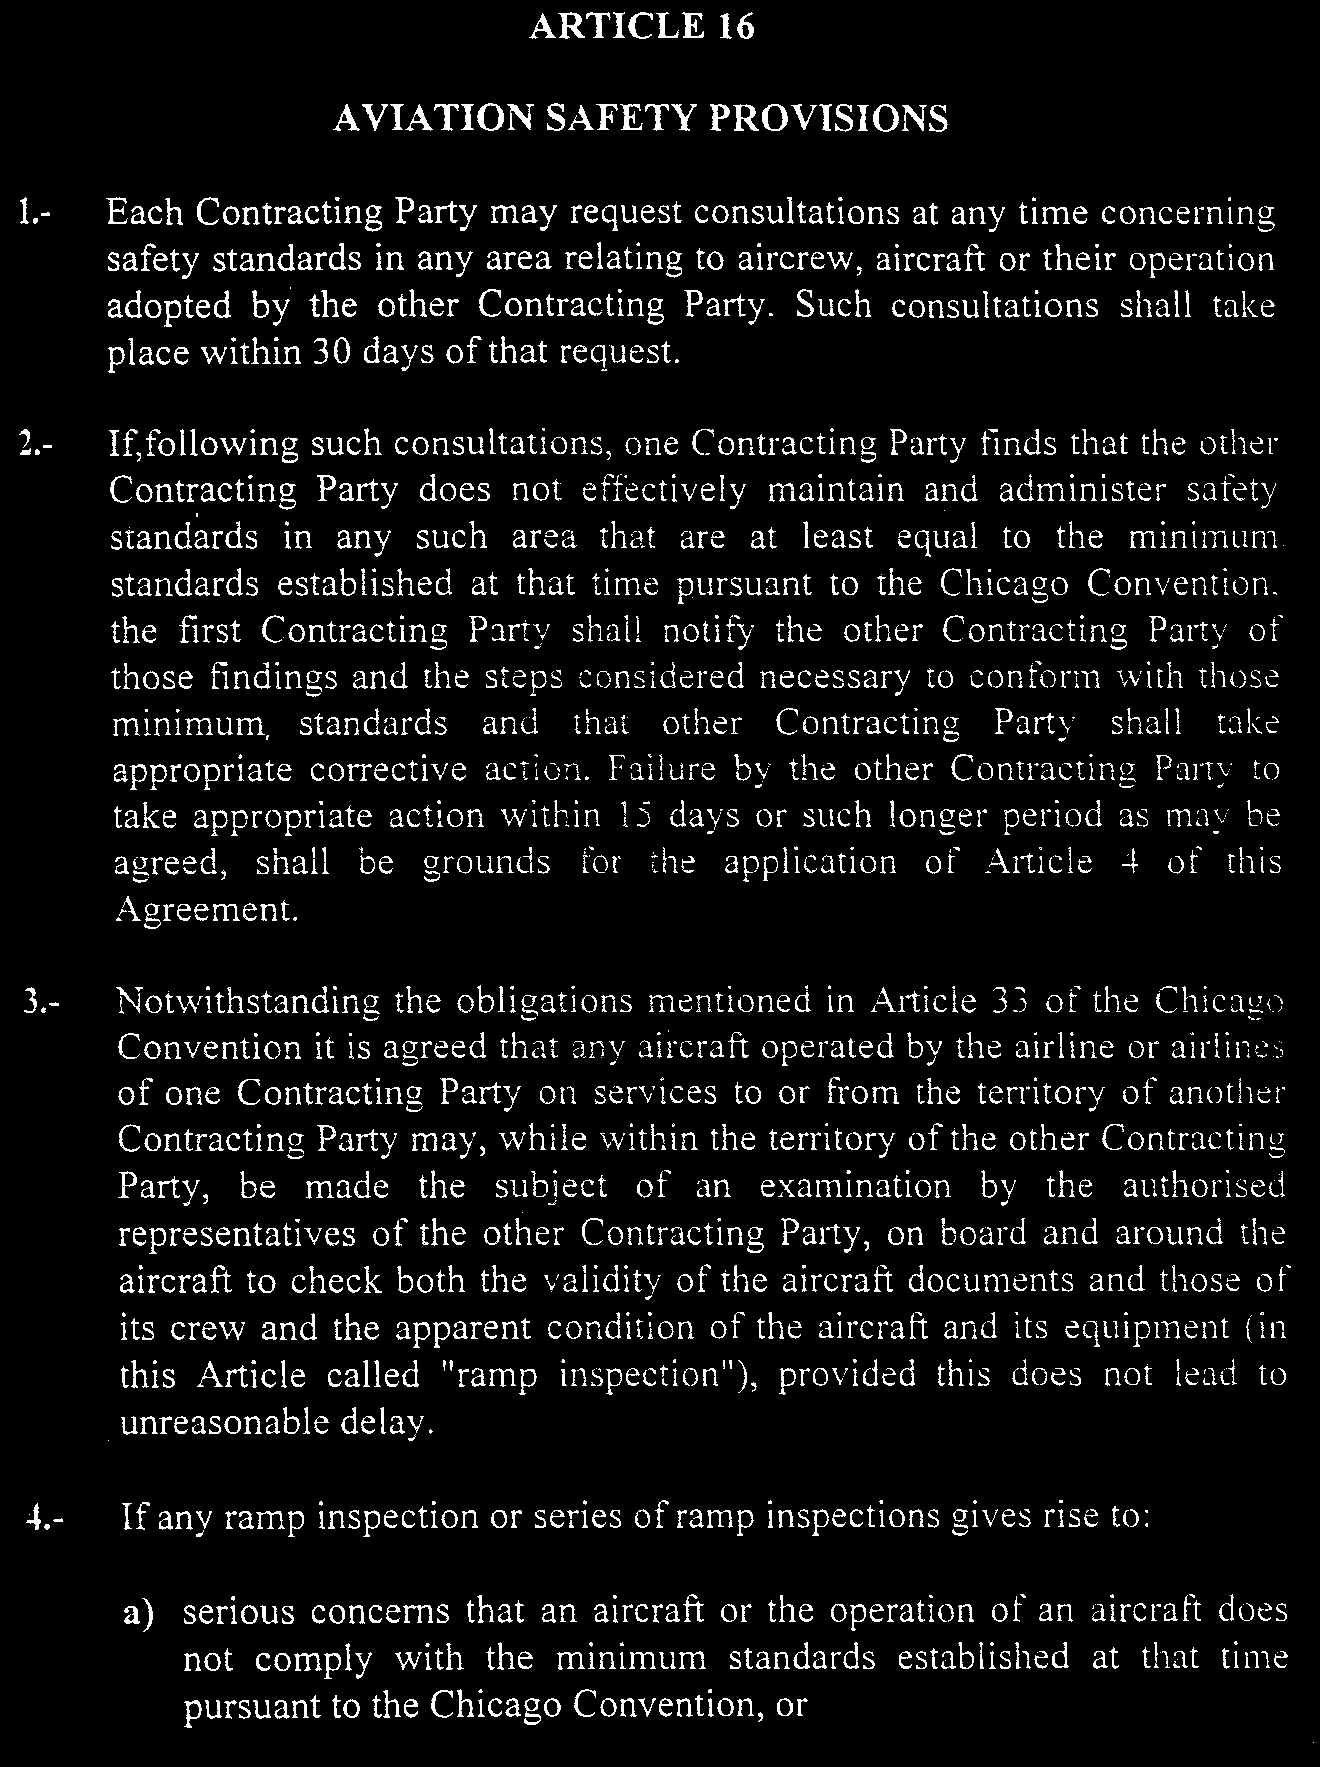 ARTICLE 16
AVIATION SAFETY PROVISIONS
1.- Each Contracting Party may request consultations at any time concerning
safety standards in any area relating to aircrew, aircraft or their operation
adopted by the other Contracting Party. Such consultations shall take
place within 30 days of that request.
2.- If,following such consultations, one Contracting Party finds that the other
Contracting Party does not effectively maintain and administer safety
standards in any such area that are at least equal to the minimum
standards established at that time pursuant to the Chicago Convention.
the first Contracting Party shall notify the other Contracting Party of
those findings and the steps considered necessary to conform with those
minimum, standards and that other Contracting Party shall take
appropriate corrective action. Failure by the other Contracting Party to
take appropriate action within 15 days or such longer period as may be
agreed, shall be grounds for the application of Article 4 of this
Agreement.
3.- Notwithstanding the obligations mentioned in Article 33 of the Chicago
Convention it is agreed that any aircraft operated by the airline or airlines
of one Contracting Party on services to or from the territory of another
Contracting Party may, while within the territory of the other Contracting
Party, be made the subject of an examination by the authorised
representatives of the other Contracting Party, on board and around the
aircraft to check both the validity of the aircraft documents and those of
its crew and the apparent condition of the aircraft and its equipment (in
this Article called "ramp inspection"), provided this does not lead to
unreasonable delay.
4.- If any ramp inspection or series of ramp inspections gives rise to:
a) serious concerns that an aircraft or the operation of an aircraft does
not comply with the minimum standards established at that time
pursuant to the Chicago Convention, or